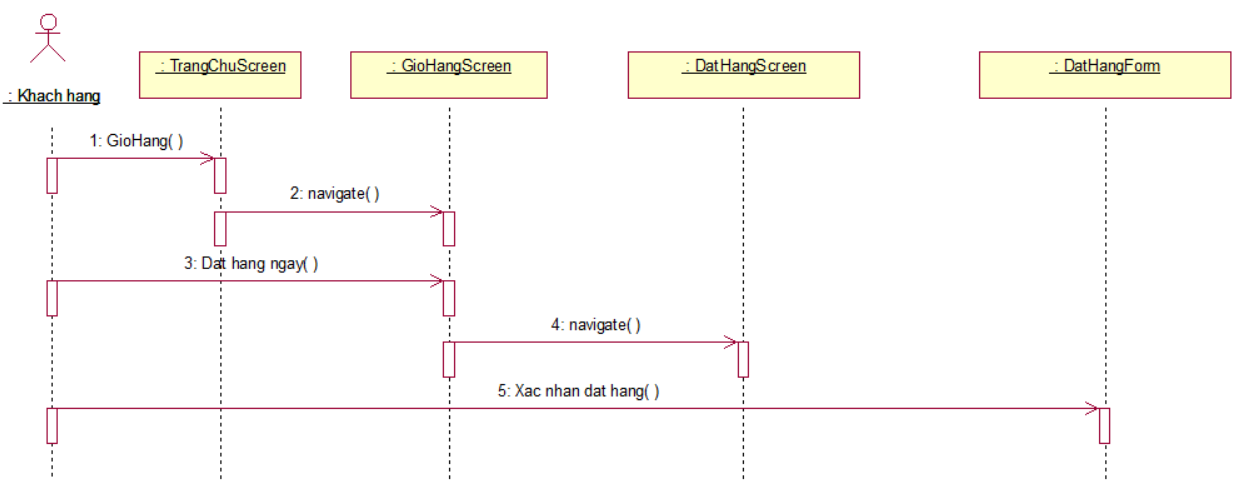 : TrangChuScreen
: GioHangScreen
: DatHangScreen
: DatHangForm
: Khach hang
1: GioHang( )
2: navigate( )
3: Dat hang ngay( )
4: navigate( )
5: Xac nhan dat hang( )